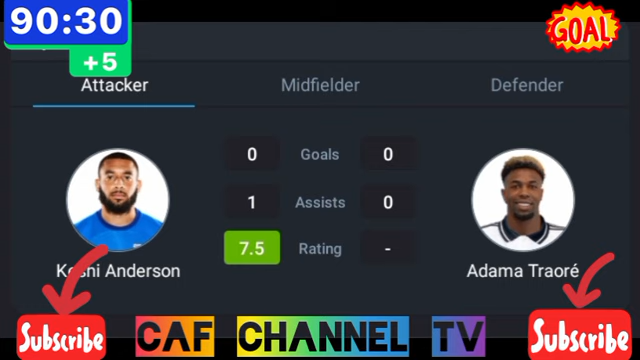 90:30
+5
GOAL
Attacker Midfielder Defender
0 Goals 0
1 Assists 0
7.5 Rating -
Keshi Anderson Adama Traoré
Subscribe CAF CHANNEL TV Subscribe